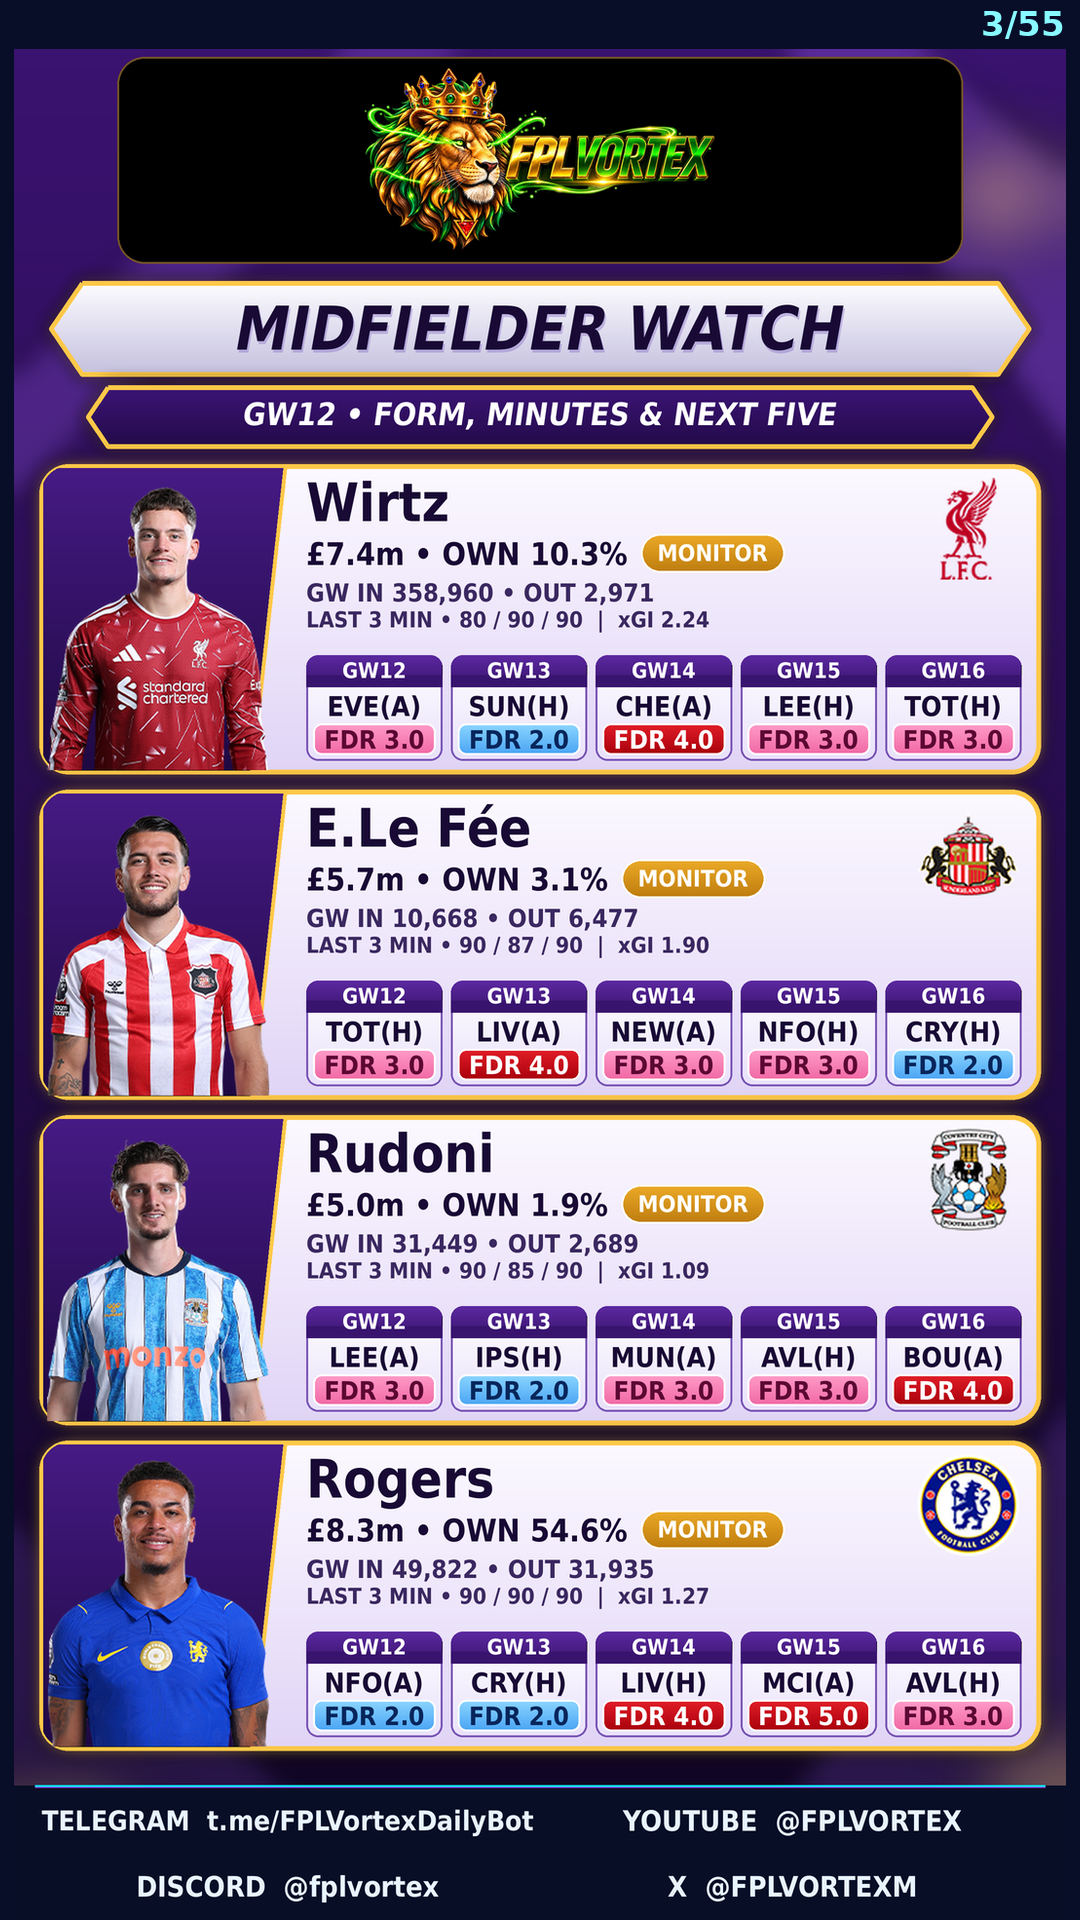 3/55
FPLVORTEX
MIDFIELDER WATCH
GW12 • FORM, MINUTES & NEXT FIVE
Wirtz
£7.4m • OWN 10.3% MONITOR
GW IN 358,960 • OUT 2,971
LAST 3 MIN • 80 / 90 / 90 | xGI 2.24
L.F.C.
standard
chartered
GW12 GW13 GW14 GW15 GW16
EVE(A) SUN(H) CHE(A) LEE(H) TOT(H)
FDR 3.0 FDR 2.0 FDR 4.0 FDR 3.0 FDR 3.0
E.Le Fée
£5.7m • OWN 3.1% MONITOR
GW IN 10,668 • OUT 6,477
LAST 3 MIN • 90 / 87 / 90 | xGI 1.90
GW12 GW13 GW14 GW15 GW16
TOT(H) LIV(A) NEW(A) NFO(H) CRY(H)
FDR 3.0 FDR 4.0 FDR 3.0 FDR 3.0 FDR 2.0
Rudoni
£5.0m • OWN 1.9% MONITOR
GW IN 31,449 • OUT 2,689
LAST 3 MIN • 90 / 85 / 90 | xGI 1.09
COVENTRY CITY
FOOTBALL CLUB
monzo
GW12 GW13 GW14 GW15 GW16
LEE(A) IPS(H) MUN(A) AVL(H) BOU(A)
FDR 3.0 FDR 2.0 FDR 3.0 FDR 3.0 FDR 4.0
Rogers
£8.3m • OWN 54.6% MONITOR
GW IN 49,822 • OUT 31,935
LAST 3 MIN • 90 / 90 / 90 | xGI 1.27
CHELSEA
FOOTBALL CLUB
GW12 GW13 GW14 GW15 GW16
NFO(A) CRY(H) LIV(H) MCI(A) AVL(H)
FDR 2.0 FDR 2.0 FDR 4.0 FDR 5.0 FDR 3.0
TELEGRAM t.me/FPLVortexDailyBot YOUTUBE @FPLVORTEX
DISCORD @fplvortex X @FPLVORTEXM